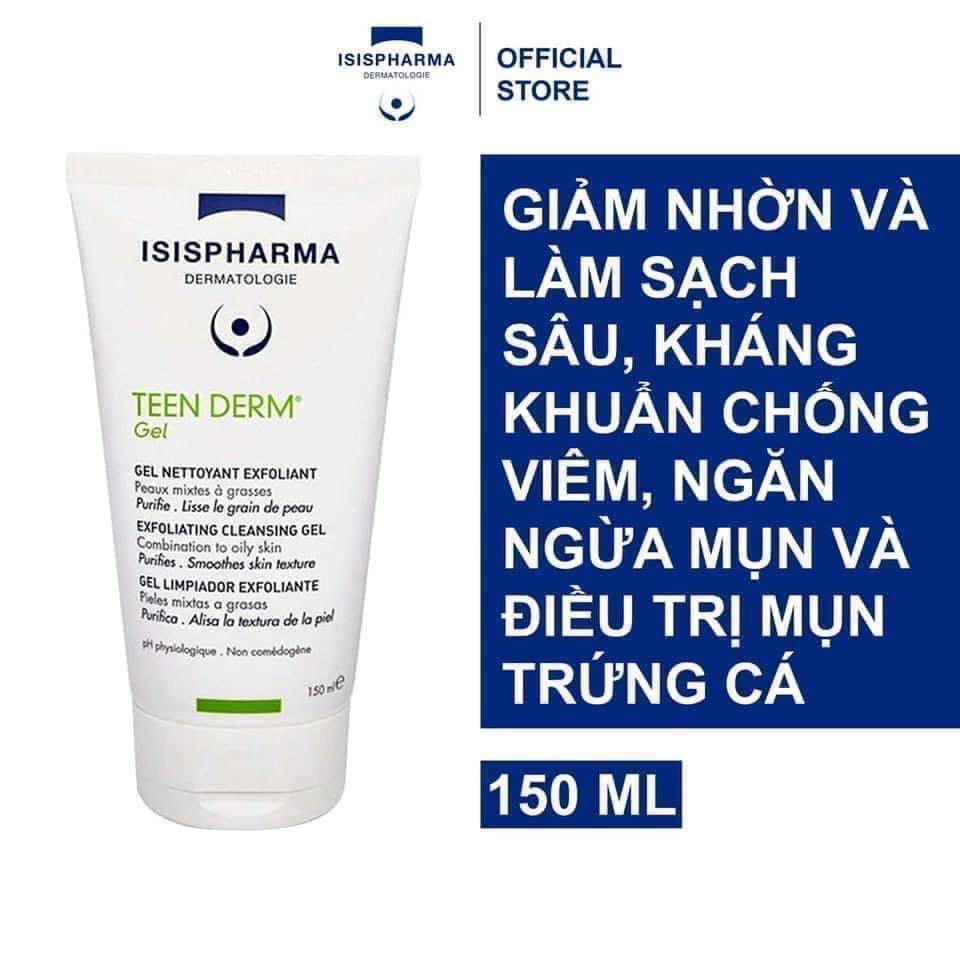 ISISPHARMA
DERMATOLOGIE
OFFICIAL
STORE
ISISPHARMA
DERMATOLOGIE
TEEN DERM®
Gel
GEL NETTOYANT EXFOLIANT
Peaux mixtes à grasses
Purifie . Lisse le grain de peau
EXFOLIATING CLEANSING GEL
Combination to oily skin
Purifies . Smoothes skin texture
GEL LIMPIADOR EXFOLIANTE
Pieles mixtas a grasas
Purifica . Alisa la textura de la piel
pH physiologique . Non comédogène
150 ml℮
GIẢM NHỜN VÀ
LÀM SẠCH
SÂU, KHÁNG
KHUẨN CHỐNG
VIÊM, NGĂN
NGỪA MỤN VÀ
ĐIỀU TRỊ MỤN
TRỨNG CÁ
150 ML